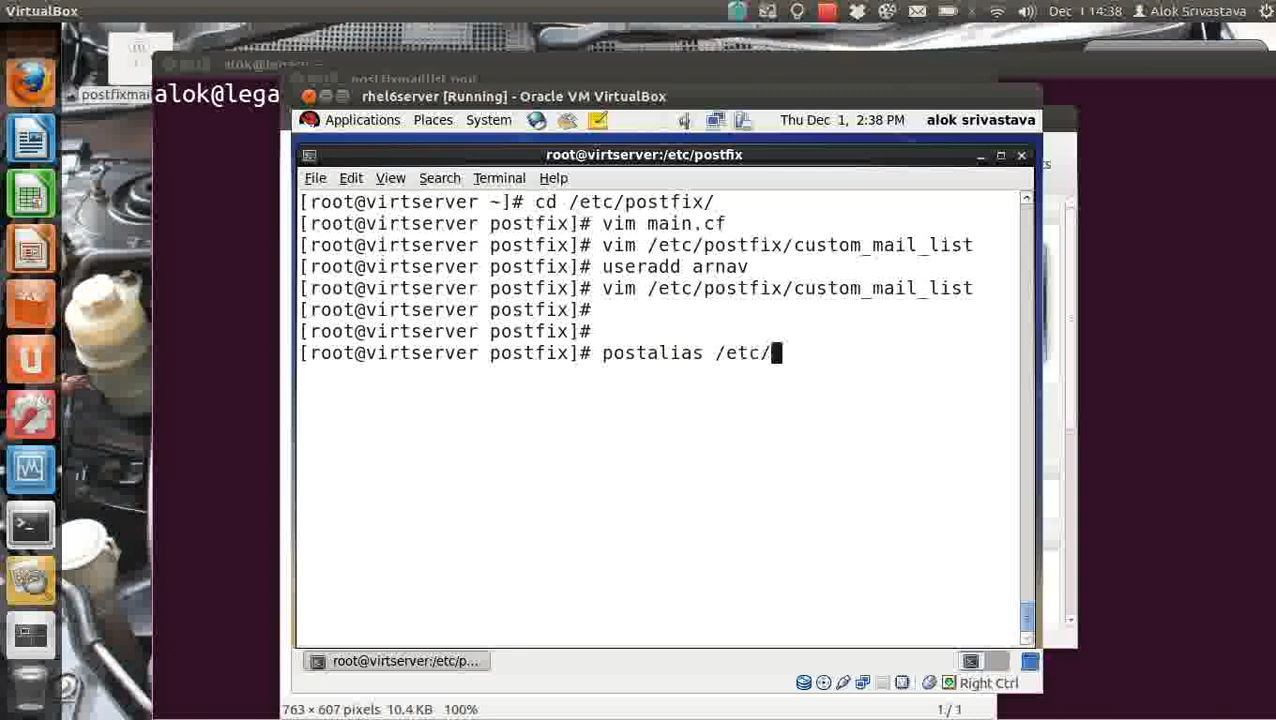 VirtualBox
Dec 1 14:38 Alok Srivastava
postfixmai
alok@lega
rhel6server [Running] - Oracle VM VirtualBox
Applications Places System
Thu Dec 1, 2:38 PM alok srivastava
root@virtserver:/etc/postfix
File Edit View Search Terminal Help
[root@virtserver ~]# cd /etc/postfix/
[root@virtserver postfix]# vim main.cf
[root@virtserver postfix]# vim /etc/postfix/custom_mail_list
[root@virtserver postfix]# useradd arnav
[root@virtserver postfix]# vim /etc/postfix/custom_mail_list
[root@virtserver postfix]#
[root@virtserver postfix]#
[root@virtserver postfix]# postalias /etc/
root@virtserver:/etc/p...
Right Ctrl
763 × 607 pixels 10.4 KB 100%
1 / 1